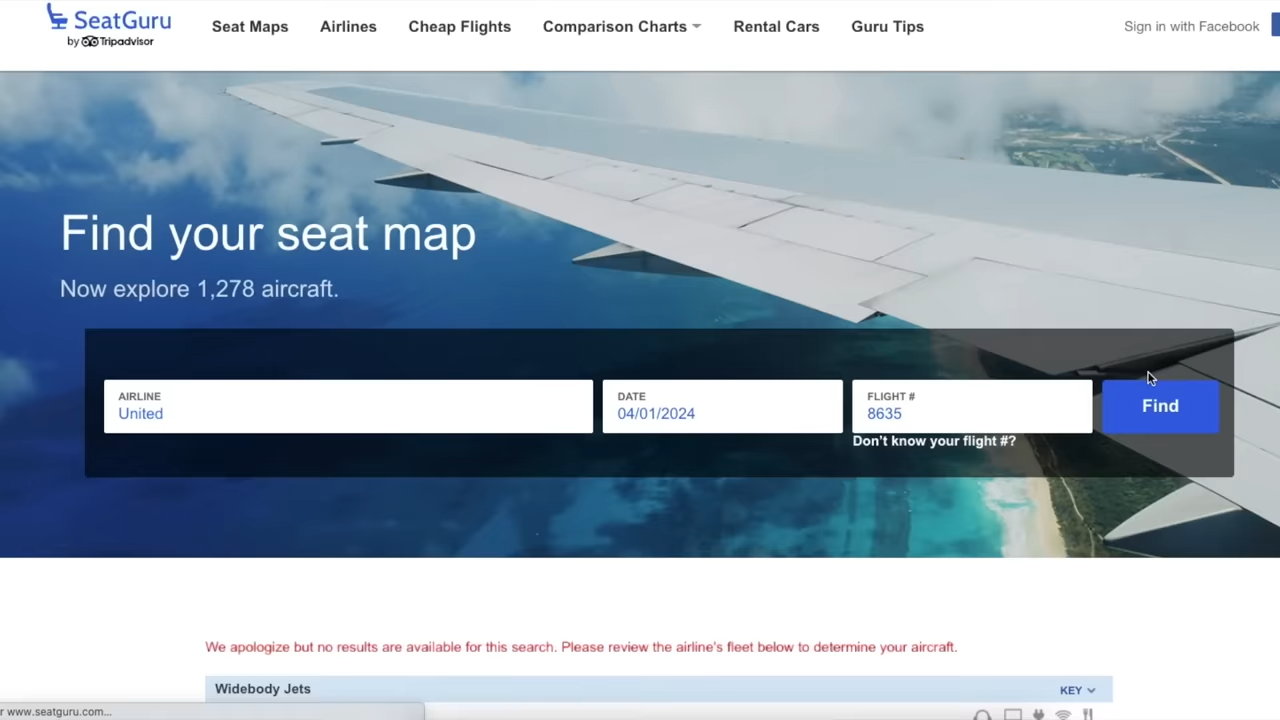 SeatGuru
by Tripadvisor
Seat Maps
Airlines
Cheap Flights
Comparison Charts
Rental Cars
Guru Tips
Sign in with Facebook
Find your seat map
Now explore 1,278 aircraft.
AIRLINE
United
DATE
04/01/2024
FLIGHT #
8635
Find
Don't know your flight #?
We apologize but no results are available for this search. Please review the airline's fleet below to determine your aircraft.
Widebody Jets
KEY
r www.seatguru.com...